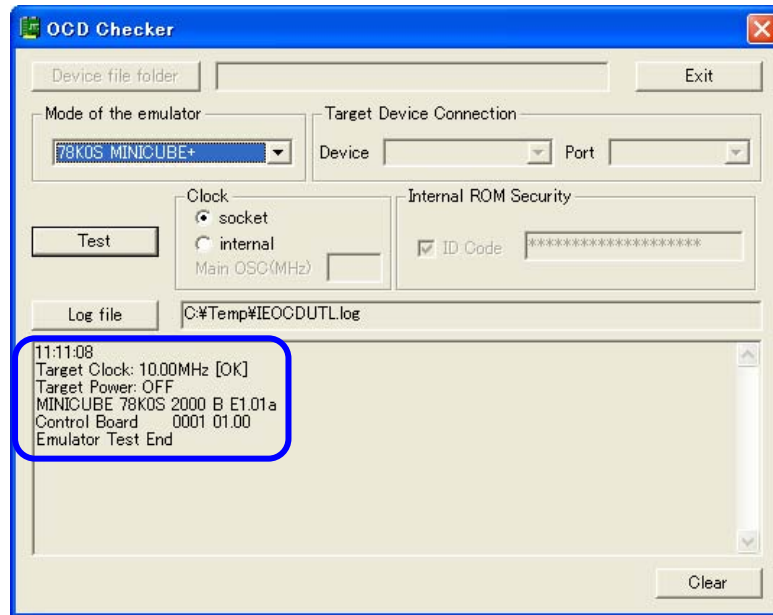 OCD Checker
Device file folder
Exit
Mode of the emulator
Target Device Connection
78K0S MINICUBE+
Device
Port
Clock
Internal ROM Security
socket
Test
internal
ID Code
********************
Main OSC(MHz)
Log file
C:¥Temp¥IEOCDUTL.log
11:11:08
Target Clock: 10.00MHz [OK]
Target Power: OFF
MINICUBE 78K0S 2000 B E1.01a
Control Board 0001 01.00
Emulator Test End
Clear